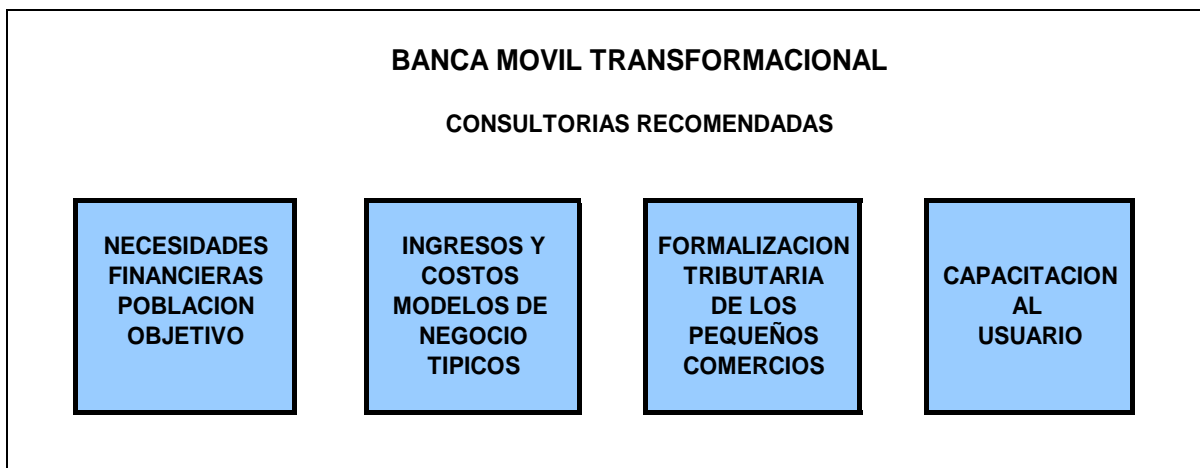 BANCA MOVIL TRANSFORMACIONAL
CONSULTORIAS RECOMENDADAS
NECESIDADES
FINANCIERAS
POBLACION
OBJETIVO
INGRESOS Y
COSTOS
MODELOS DE
NEGOCIO
TIPICOS
FORMALIZACION
TRIBUTARIA
DE LOS
PEQUEÑOS
COMERCIOS
CAPACITACION
AL
USUARIO